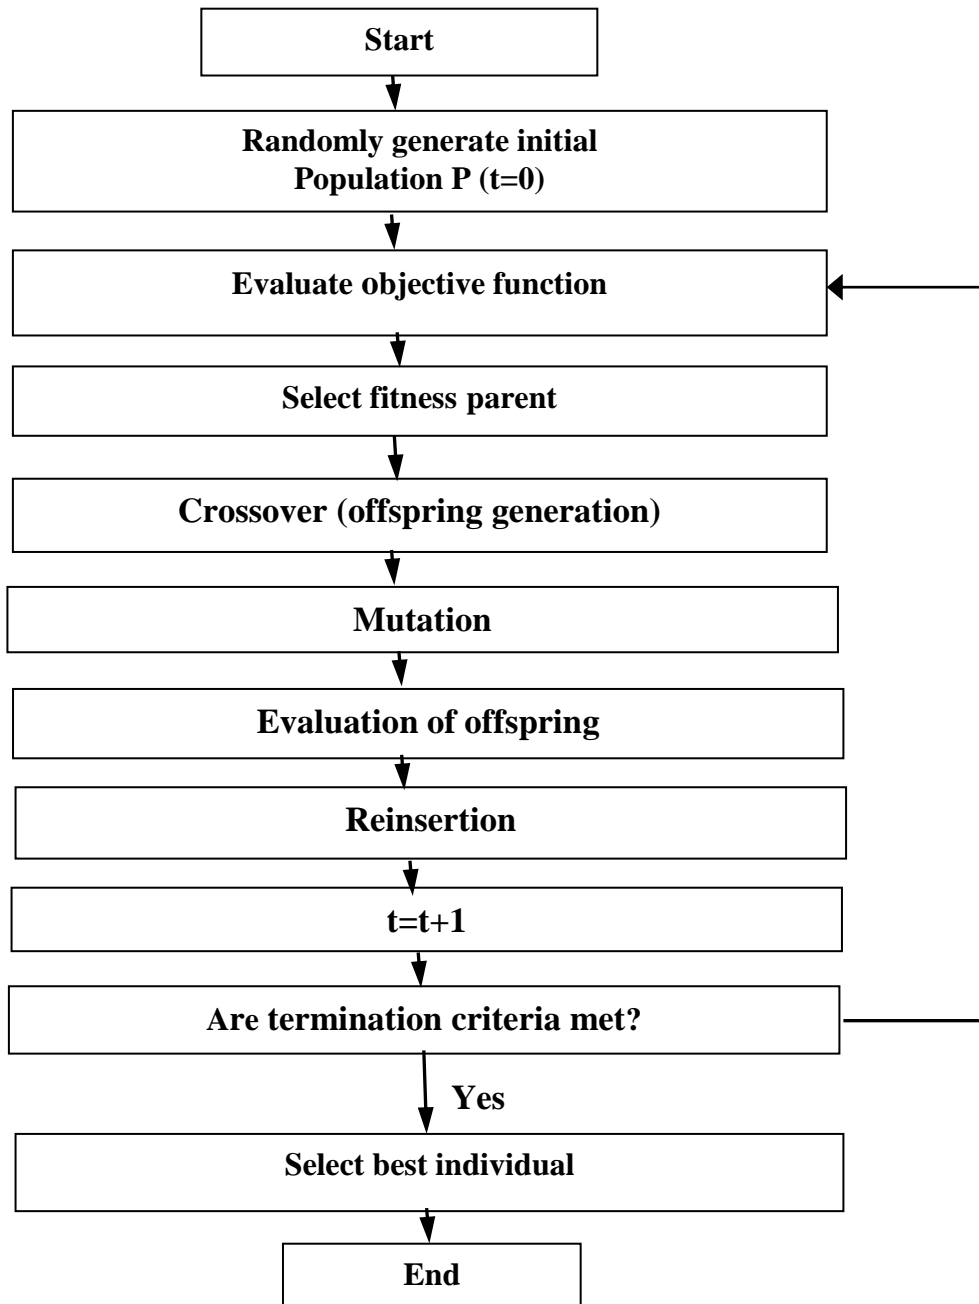 Start
Randomly generate initial
Population P (t=0)
Evaluate objective function
Select fitness parent
Crossover (offspring generation)
Mutation
Evaluation of offspring
Reinsertion
t=t+1
Are termination criteria met?
Yes
Select best individual
End